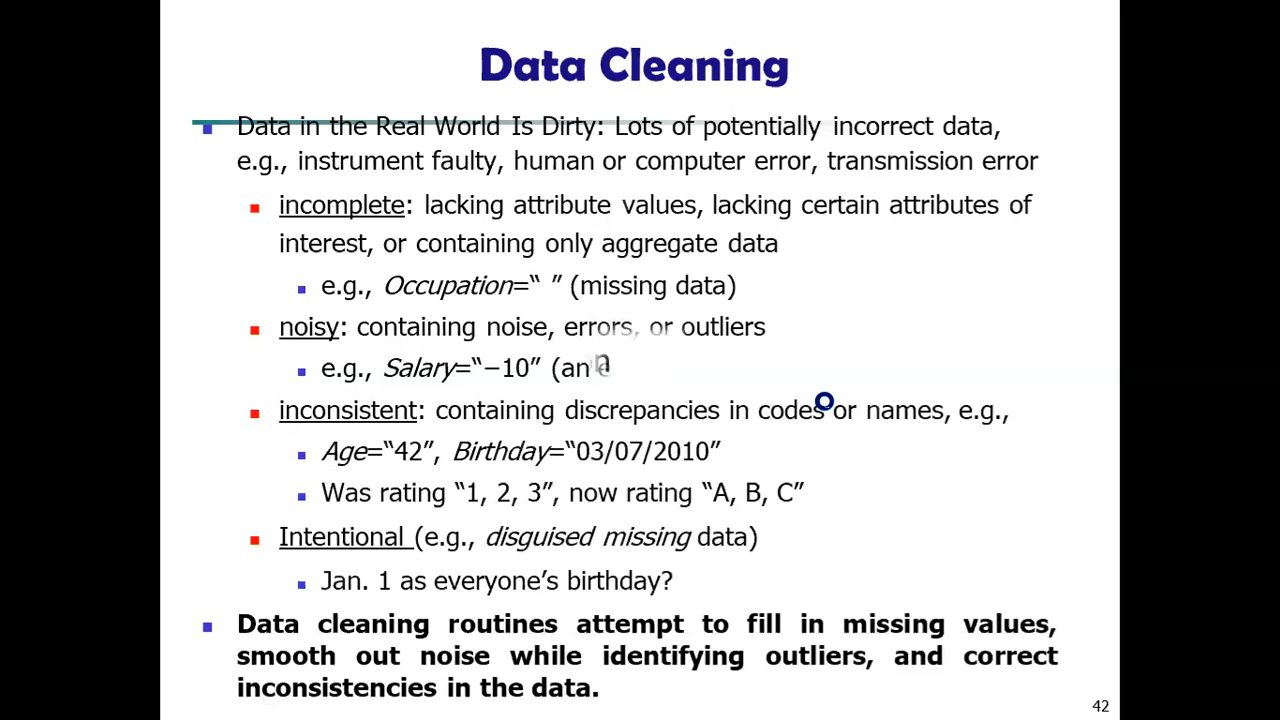 Data Cleaning
Data in the Real World Is Dirty: Lots of potentially incorrect data,
e.g., instrument faulty, human or computer error, transmission error
incomplete: lacking attribute values, lacking certain attributes of
interest, or containing only aggregate data
e.g., Occupation=“ ” (missing data)
noisy: containing noise, errors, or outliers
e.g., Salary=“−10” (an
inconsistent: containing discrepancies in codes or names, e.g.,
Age=“42”, Birthday=“03/07/2010”
Was rating “1, 2, 3”, now rating “A, B, C”
Intentional (e.g., disguised missing data)
Jan. 1 as everyone’s birthday?
Data cleaning routines attempt to fill in missing values,
smooth out noise while identifying outliers, and correct
inconsistencies in the data.
42